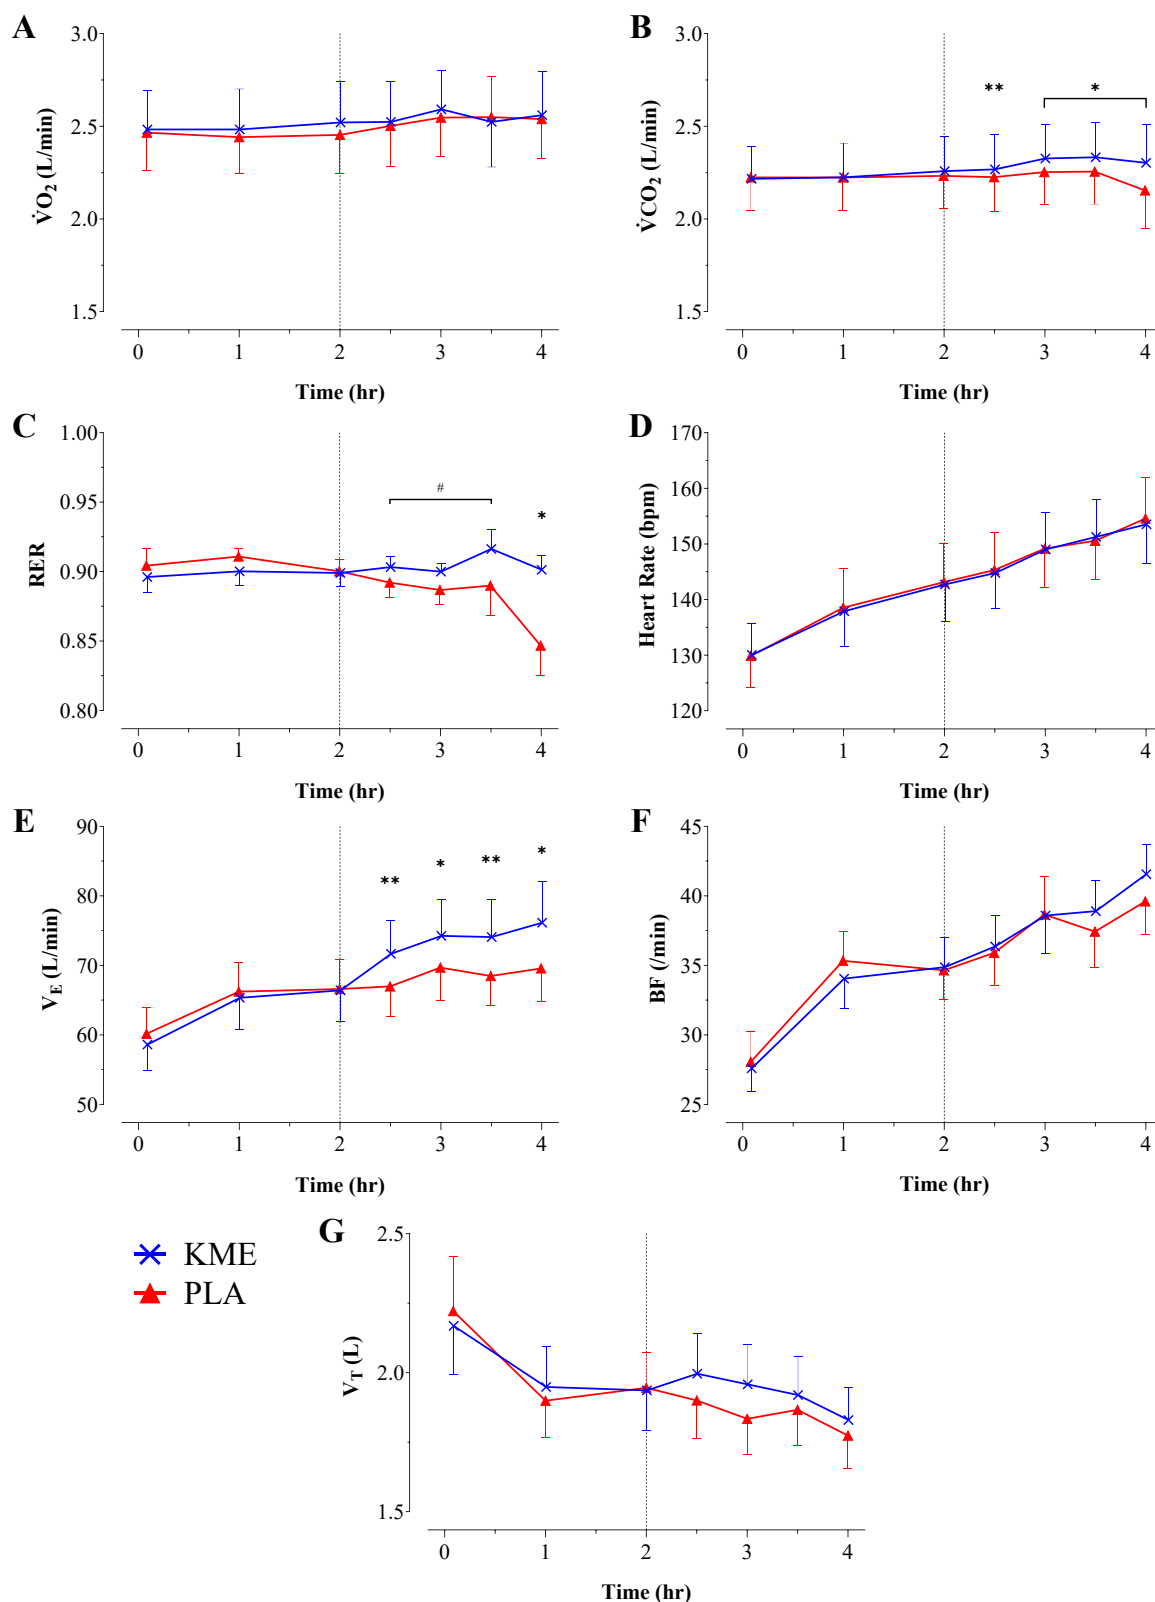 A
3.0
2.5
2.0
1.5
V̇O₂ (L/min)
0 1 2 3 4
Time (hr)
B
3.0
2.5
2.0
1.5
V̇CO₂ (L/min)
** *
0 1 2 3 4
Time (hr)
C
1.00
0.95
0.90
0.85
0.80
RER
# *
0 1 2 3 4
Time (hr)
D
170
160
150
140
130
120
Heart Rate (bpm)
0 1 2 3 4
Time (hr)
E
90
80
70
60
50
V_E (L/min)
** * ** *
0 1 2 3 4
Time (hr)
F
45
40
35
30
25
BF (/min)
0 1 2 3 4
Time (hr)
KME
PLA
G
2.5
2.0
1.5
V_T (L)
0 1 2 3 4
Time (hr)